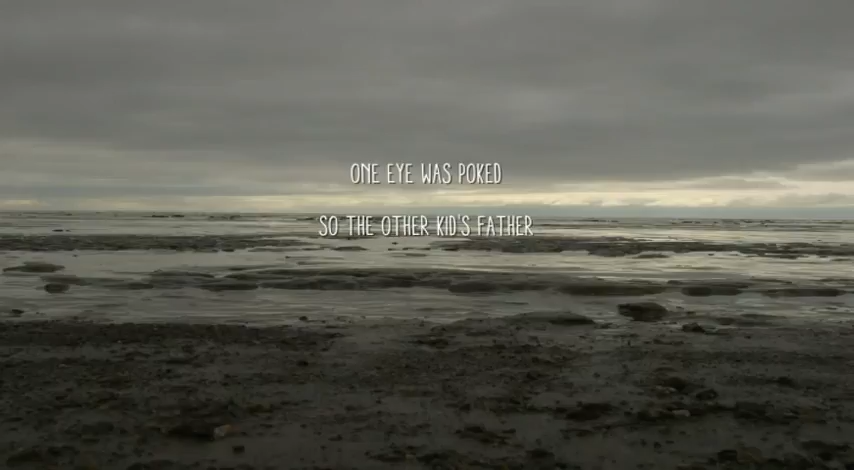 ONE EYE WAS POKED
SO THE OTHER KID'S FATHER